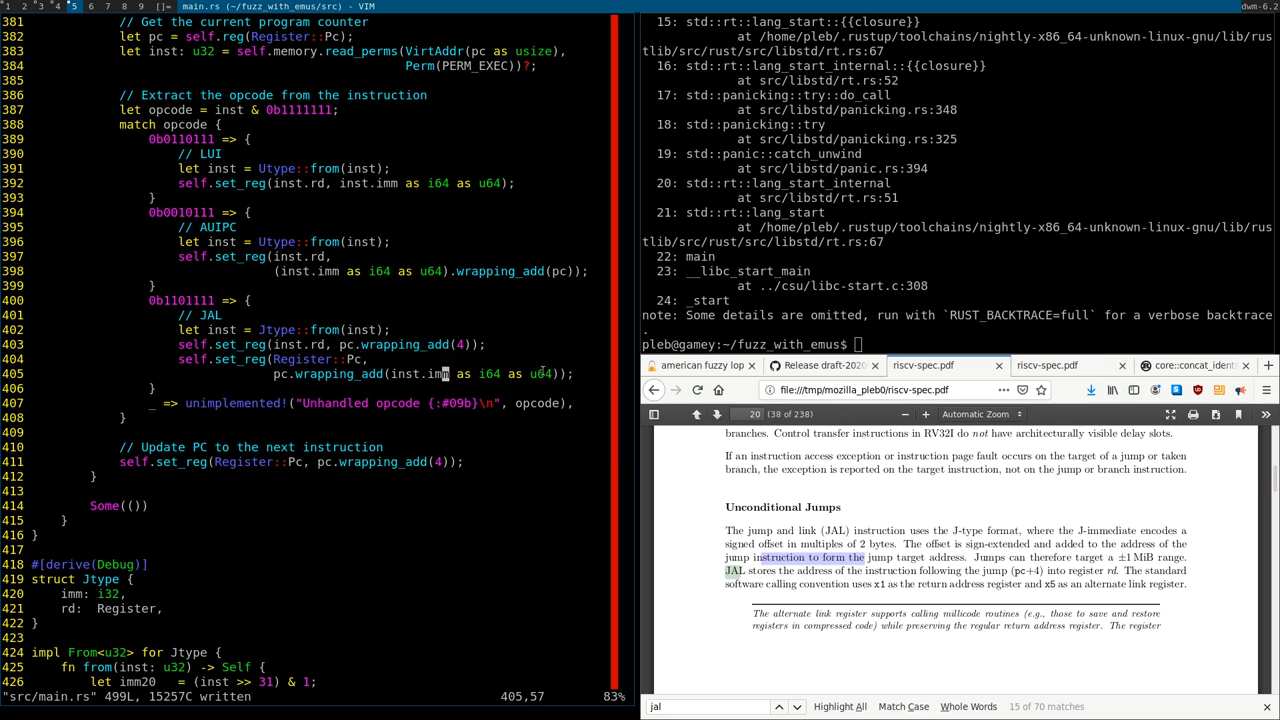 1 2 3 4 5 6 7 8 9 []= main.rs (~/fuzz_with_emus/src) - VIM
dwm-6.2
381         // Get the current program counter
382         let pc = self.reg(Register::Pc);
383         let inst: u32 = self.memory.read_perms(VirtAddr(pc as usize),
384                                                Perm(PERM_EXEC))?;
385
386         // Extract the opcode from the instruction
387         let opcode = inst & 0b1111111;
388         match opcode {
389             0b0110111 => {
390                 // LUI
391                 let inst = Utype::from(inst);
392                 self.set_reg(inst.rd, inst.imm as i64 as u64);
393             }
394             0b0010111 => {
395                 // AUIPC
396                 let inst = Utype::from(inst);
397                 self.set_reg(inst.rd,
398                              (inst.imm as i64 as u64).wrapping_add(pc));
399             }
400             0b1101111 => {
401                 // JAL
402                 let inst = Jtype::from(inst);
403                 self.set_reg(inst.rd, pc.wrapping_add(4));
404                 self.set_reg(Register::Pc,
405                              pc.wrapping_add(inst.imm as i64 as u64));
406             }
407             _ => unimplemented!("Unhandled opcode {:#09b}\n", opcode),
408         }
409
410         // Update PC to the next instruction
411         self.set_reg(Register::Pc, pc.wrapping_add(4));
412     }
413
414     Some(())
415     }
416 }
417
418 #[derive(Debug)]
419 struct Jtype {
420     imm: i32,
421     rd:  Register,
422 }
423
424 impl From<u32> for Jtype {
425     fn from(inst: u32) -> Self {
426         let imm20   = (inst >> 31) & 1;
"src/main.rs" 499L, 15257C written                405,57        83%
15: std::rt::lang_start::{{closure}}
at /home/pleb/.rustup/toolchains/nightly-x86_64-unknown-linux-gnu/lib/rus
tlib/src/rust/src/libstd/rt.rs:67
16: std::rt::lang_start_internal::{{closure}}
at src/libstd/rt.rs:52
17: std::panicking::try::do_call
at src/libstd/panicking.rs:348
18: std::panicking::try
at src/libstd/panicking.rs:325
19: std::panic::catch_unwind
at src/libstd/panic.rs:394
20: std::rt::lang_start_internal
at src/libstd/rt.rs:51
21: std::rt::lang_start
at /home/pleb/.rustup/toolchains/nightly-x86_64-unknown-linux-gnu/lib/rus
tlib/src/rust/src/libstd/rt.rs:67
22: main
23: __libc_start_main
at ../csu/libc-start.c:308
24: _start
note: Some details are omitted, run with `RUST_BACKTRACE=full` for a verbose backtrace
.
pleb@gamey:~/fuzz_with_emus$
american fuzzy lop
Release draft-2020
riscv-spec.pdf
riscv-spec.pdf
core::concat_idents
file:///tmp/mozilla_pleb0/riscv-spec.pdf
20 (38 of 238)
Automatic Zoom
branches. Control transfer instructions in RV32I do not have architecturally visible delay slots.
If an instruction access exception or instruction page fault occurs on the target of a jump or taken
branch, the exception is reported on the target instruction, not on the jump or branch instruction.
Unconditional Jumps
The jump and link (JAL) instruction uses the J-type format, where the J-immediate encodes a
signed offset in multiples of 2 bytes. The offset is sign-extended and added to the address of the
jump instruction to form the jump target address. Jumps can therefore target a ±1 MiB range.
JAL stores the address of the instruction following the jump (pc+4) into register rd. The standard
software calling convention uses x1 as the return address register and x5 as an alternate link register.
The alternate link register supports calling millicode routines (e.g., those to save and restore
registers in compressed code) while preserving the regular return address register. The register
jal
Highlight All
Match Case
Whole Words
15 of 70 matches